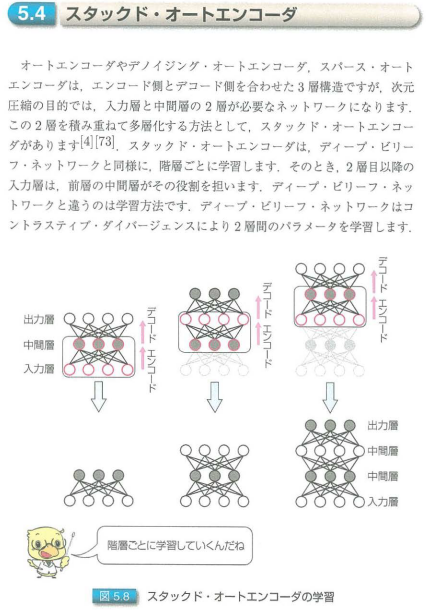 5.4 スタックド・オートエンコーダ
オートエンコーダやデノイジング・オートエンコーダ，スパース・オート
エンコーダは，エンコード側とデコード側を合わせた3層構造ですが，次元
圧縮の目的では，入力層と中間層の2層が必要なネットワークになります．
この2層を積み重ねて多層化する方法として，スタックド・オートエンコー
ダがあります[4][73]．スタックド・オートエンコーダは，ディープ・ビリー
フ・ネットワークと同様に，階層ごとに学習します．そのとき，2層目以降の
入力層は，前層の中間層がその役割を担います．ディープ・ビリーフ・ネッ
トワークと違うのは学習方法です．ディープ・ビリーフ・ネットワークはコ
ントラスティブ・ダイバージェンスにより2層間のパラメータを学習します．
出力層
中間層
入力層
デコード
エンコード
デコード
エンコード
デコード
エンコード
出力層
中間層
中間層
入力層
階層ごとに学習していくんだね
図 5.8 スタックド・オートエンコーダの学習